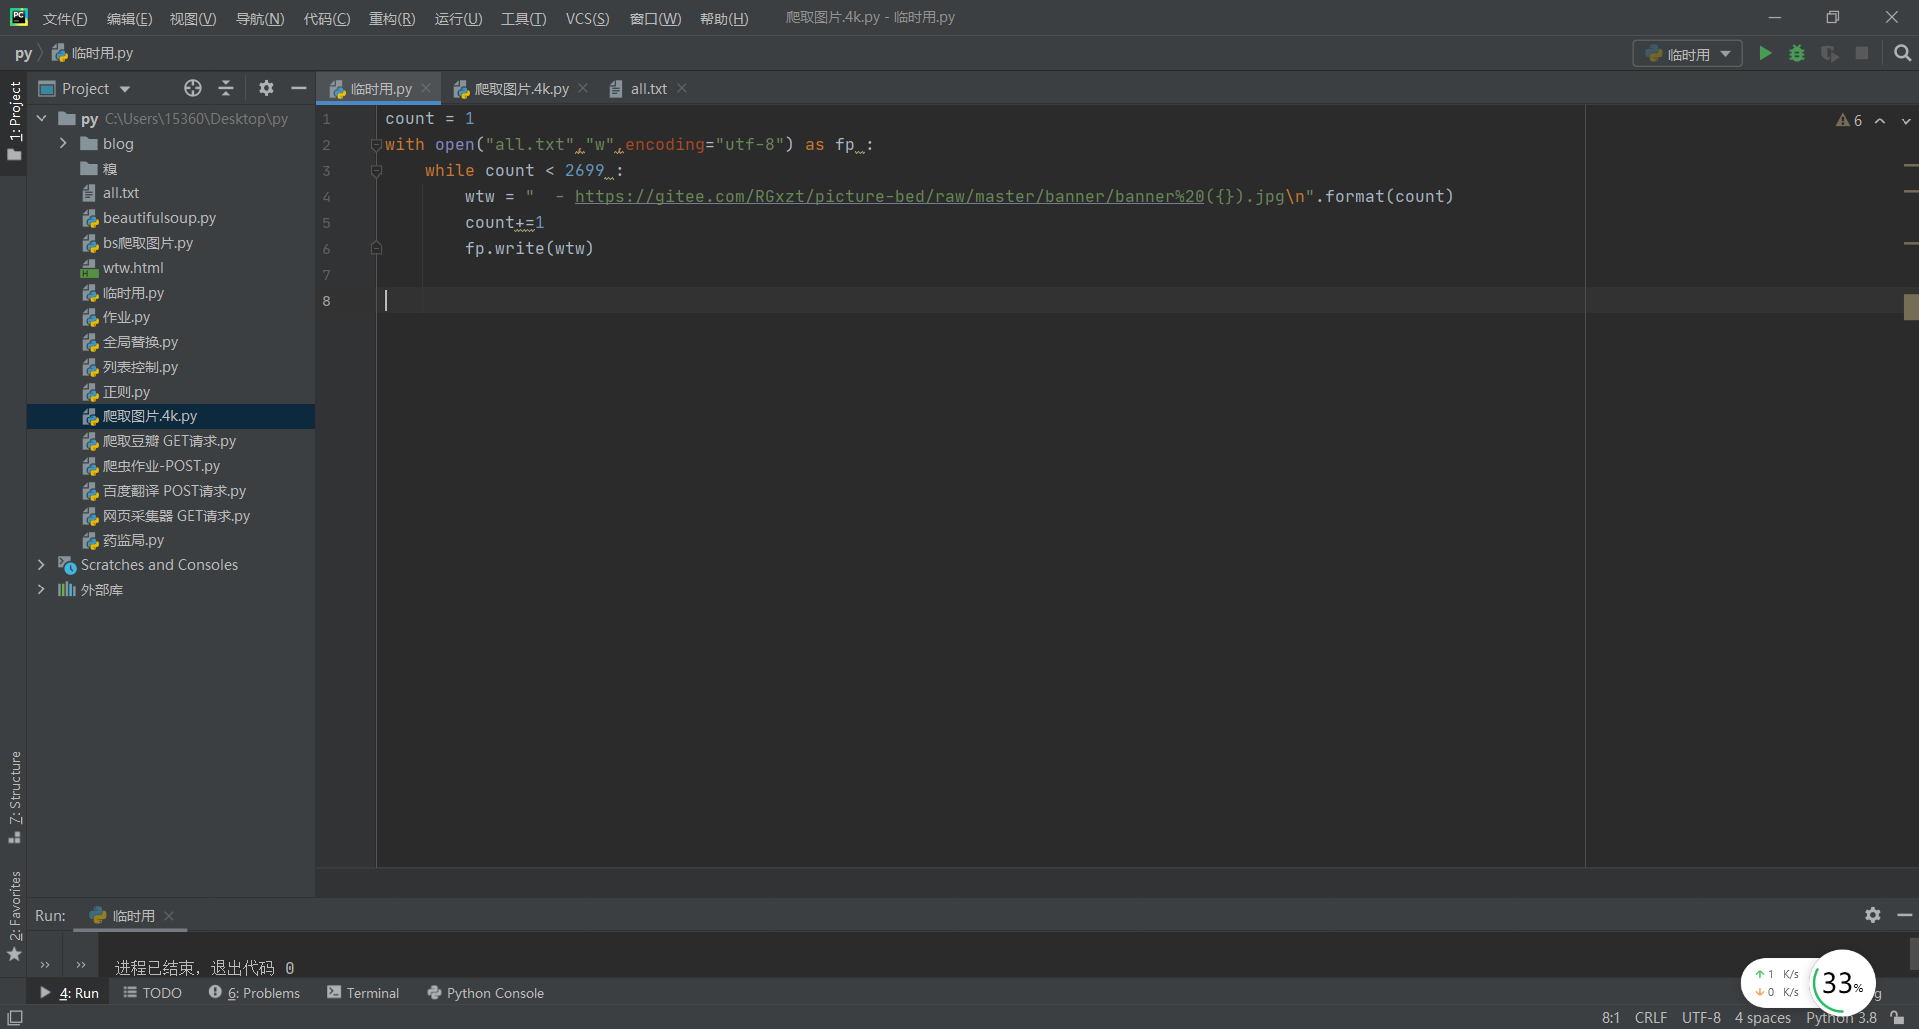 文件(F) 编辑(E) 视图(V) 导航(N) 代码(C) 重构(R) 运行(U) 工具(T) VCS(S) 窗口(W) 帮助(H) 爬取图片.4k.py - 临时用.py
py 临时用.py 临时用
1: Project
Project
临时用.py 爬取图片.4k.py all.txt
py C:\Users\15360\Desktop\py
blog
糗
all.txt
beautifulsoup.py
bs爬取图片.py
wtw.html
临时用.py
作业.py
全局替换.py
列表控制.py
正则.py
爬取图片.4k.py
爬取豆瓣 GET请求.py
爬虫作业-POST.py
百度翻译 POST请求.py
网页采集器 GET请求.py
药监局.py
Scratches and Consoles
外部库
6
1 count = 1
2 with open("all.txt","w",encoding="utf-8") as fp :
3 while count < 2699 :
4 wtw = "  - https://gitee.com/RGxzt/picture-bed/raw/master/banner/banner%20({}).jpg\n".format(count)
5 count+=1
6 fp.write(wtw)
7
8
7: Structure
2: Favorites
Run: 临时用
进程已结束，退出代码 0
4: Run TODO 6: Problems Terminal Python Console
1 K/s
0 K/s
33%
8:1 CRLF UTF-8 4 spaces Python 3.8